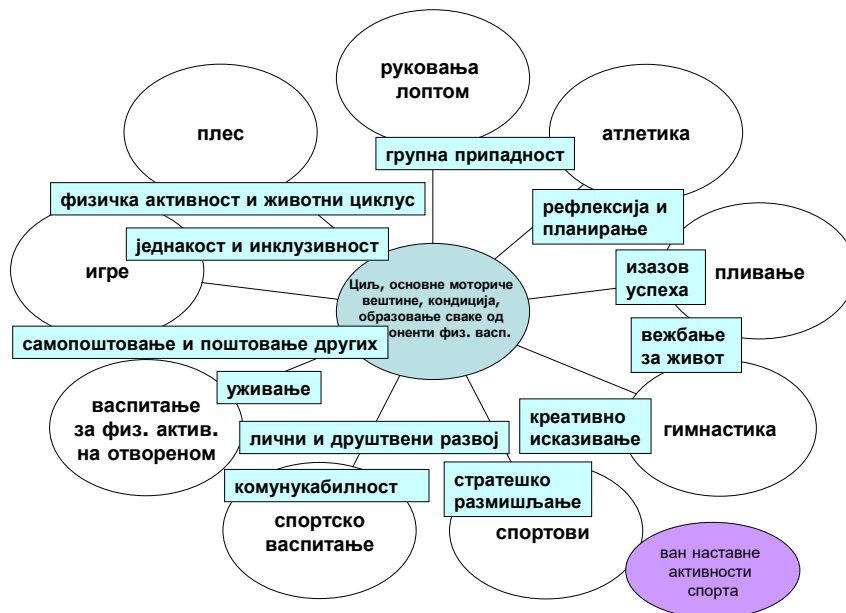 руковања
лоптом
плес
атлетика
групна припадност
физичка активност и животни циклус
рефлексија и
планирање
једнакост и инклузивност
игре
изазов
успеха
пливање
Циљ, основне моториче
вештине, кондиција,
образовање сваке од
физ. васп.
самопоштовање и поштовање других
вежбање
за живот
уживање
васпитање
за физ. актив.
на отвореном
креативно
исказивање
гимнастика
лични и друштвени развој
комунукабилност
стратешко
размишљање
спортско
васпитање
спортови
ван наставне
активности
спорта